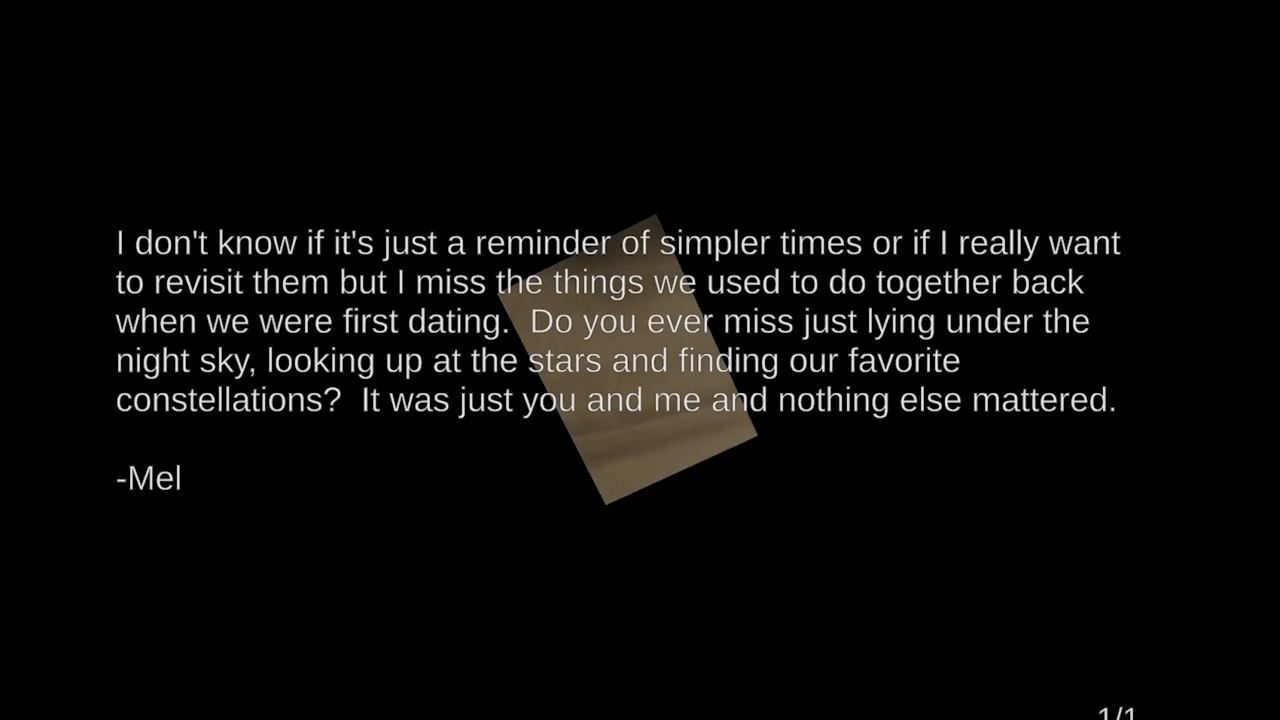 I don't know if it's just a reminder of simpler times or if I really want
to revisit them but I miss the things we used to do together back
when we were first dating.  Do you ever miss just lying under the
night sky, looking up at the stars and finding our favorite
constellations?  It was just you and me and nothing else mattered.
-Mel
1/1